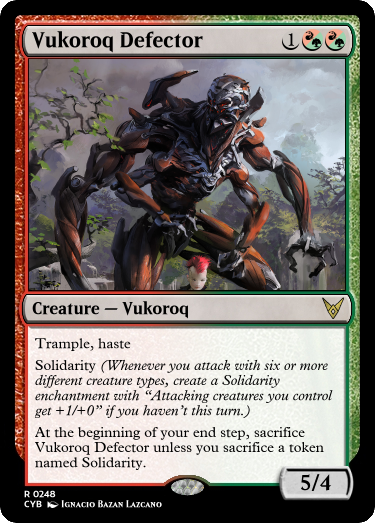 Vukoroq Defector
1
Creature — Vukoroq
Trample, haste
Solidarity (Whenever you attack with six or more
different creature types, create a Solidarity
enchantment with “Attacking creatures you control
get +1/+0” if you haven't this turn.)
At the beginning of your end step, sacrifice
Vukoroq Defector unless you sacrifice a token
named Solidarity.
5/4
R 0248
CYB Ignacio Bazan Lazcano